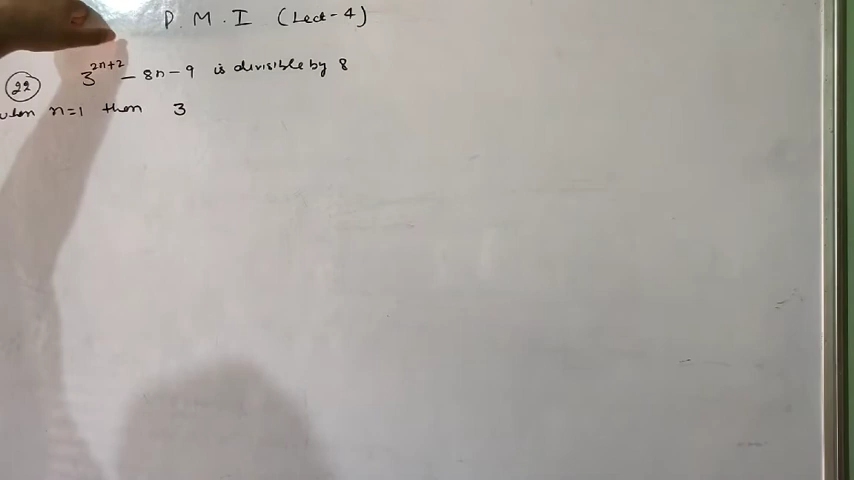 P.M.I (Lect-4)
22 3^{2n+2} - 8n - 9 is divisible by 8
when n=1 then 3